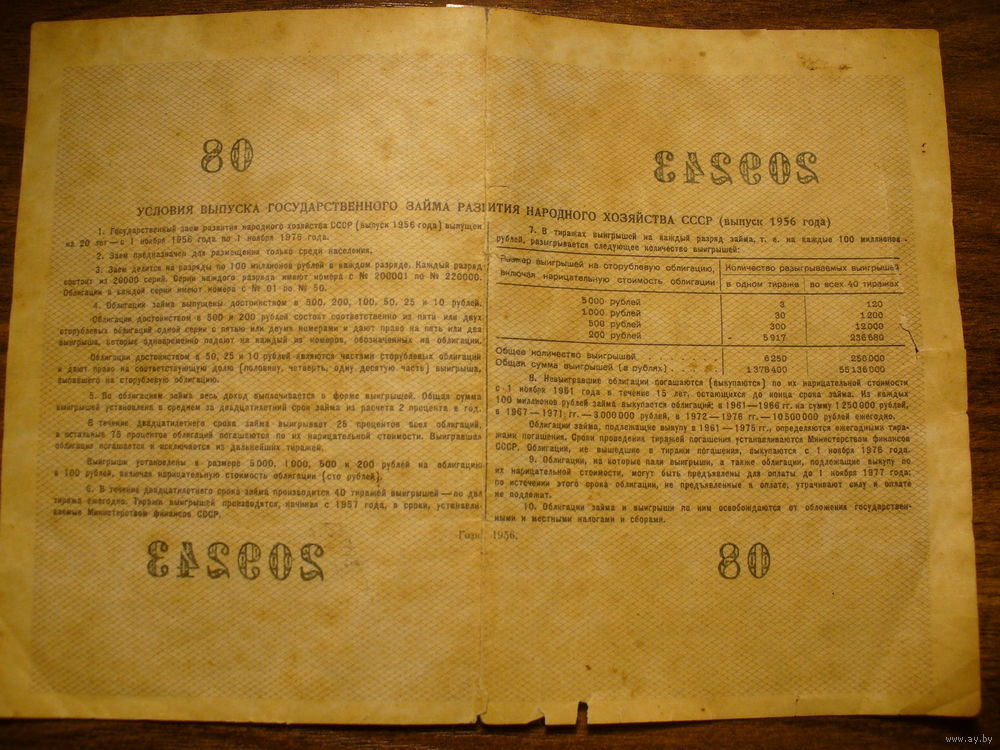 08 209243
УСЛОВИЯ ВЫПУСКА ГОСУДАРСТВЕННОГО ЗАЙМА РАЗВИТИЯ НАРОДНОГО ХОЗЯЙСТВА СССР (выпуск 1956 года)
1. Государственный заем развития народного хозяйства СССР (выпуск 1956 года) выпущен
на 20 лет — с 1 ноября 1956 года по 1 ноября 1976 года.
2. Заем предназначен для размещения только среди населения.
3. Заем делится на разряды по 100 миллионов рублей в каждом разряде. Каждый разряд
состоит из 20000 серий. Серии каждого разряда имеют номера с № 200001 по № 220000.
Облигации в каждой серии имеют номера с № 01 по № 50.
4. Облигации займа выпущены достоинством в 500, 200, 100, 50, 25 и 10 рублей.
Облигации достоинством в 500 и 200 рублей состоят соответственно из пяти или двух
сторублевых облигаций одной серии с пятью или двумя номерами и дают право на пять или два
выигрыша, которые одновременно падают на каждый из номеров, обозначенных на облигации.
Облигации достоинством в 50, 25 и 10 рублей являются частями сторублевых облигаций
и дают право на соответствующую долю (половину, четверть, одну десятую часть) выигрыша,
выпавшего на сторублевую облигацию.
5. По облигациям займа весь доход выплачивается в форме выигрышей. Общая сумма
выигрышей установлена в среднем за двадцатилетний срок займа из расчета 2 процента в год.
В течение двадцатилетнего срока займа выигрывает 25 процентов всех облигаций,
а остальные 75 процентов облигаций погашаются по их нарицательной стоимости. Выигравшая
облигация погашается и исключается из дальнейших тиражей.
Выигрыши установлены в размере 5000, 1000, 500 и 200 рублей на облигацию
в 100 рублей, включая нарицательную стоимость облигации (сто рублей).
6. В течение двадцатилетнего срока займа производится 40 тиражей выигрышей — по два
тиража ежегодно. Тиражи выигрышей производятся, начиная с 1957 года, в сроки, устанавли-
ваемые Министерством финансов СССР.
7. В тиражах выигрышей на каждый разряд займа, т. е. на каждые 100 миллионов
рублей, разыгрывается следующее количество выигрышей:
Размер выигрышей на сторублевую облигацию, включая нарицательную стоимость облигации | Количество разыгрываемых выигрышей
в одном тираже | во всех 40 тиражах
5000 рублей 3 120
1000 рублей 30 1200
500 рублей 300 12000
200 рублей 5917 236680
Общее количество выигрышей . . . . . . . . 6250 250000
Общая сумма выигрышей (в рублях) . . . . . 1378400 55136000
8. Невыигравшие облигации погашаются (выкупаются) по их нарицательной стоимости
с 1 ноября 1961 года в течение 15 лет, остающихся до конца срока займа. Из каждых
100 миллионов рублей займа выкупается облигаций: в 1961—1966 гг. на сумму 1250000 рублей,
в 1967—1971 гг.—3000000 рублей, в 1972—1976 гг.—10500000 рублей ежегодно.
Облигации займа, подлежащие выкупу в 1961—1975 гг., определяются ежегодными тира-
жами погашения. Сроки проведения тиражей погашения устанавливаются Министерством финансов
СССР. Облигации, не вышедшие в тиражи погашения, выкупаются с 1 ноября 1976 года.
9. Облигации, на которые пали выигрыши, а также облигации, подлежащие выкупу по
их нарицательной стоимости, могут быть предъявлены для оплаты до 1 ноября 1977 года;
по истечении этого срока облигации, не предъявленные к оплате, утрачивают силу и оплате
не подлежат.
10. Облигации займа и выигрыши по ним освобождаются от обложения государствен-
ными и местными налогами и сборами.
Гозн. 1956.
209243 08
www.ay.by